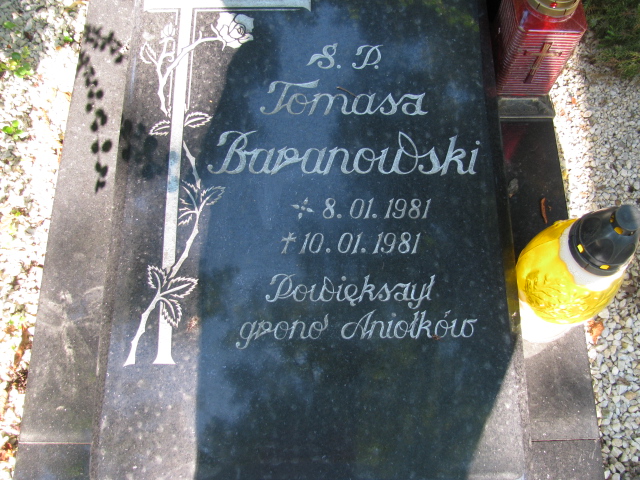 Ś. P.
Tomasz
Baranowski
* 8. 01. 1981
† 10. 01. 1981
Powiększył
grono Aniołków